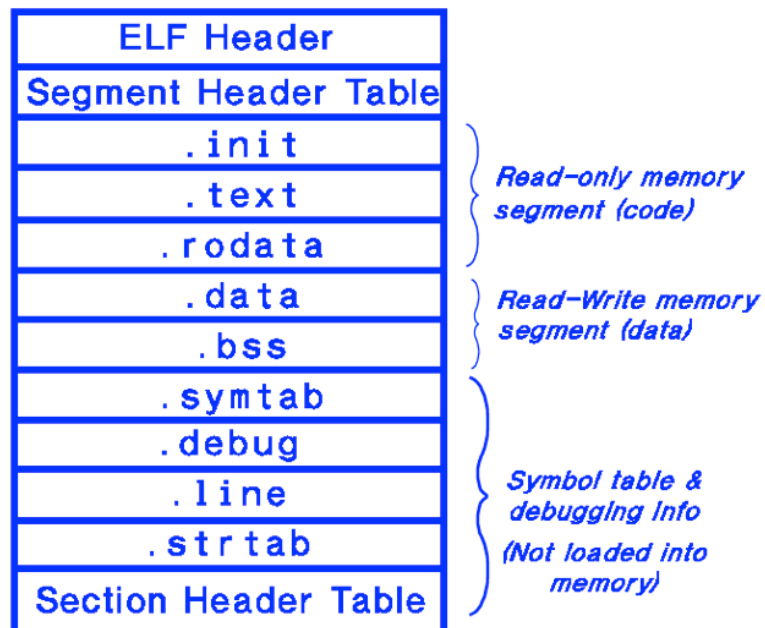 ELF Header
Segment Header Table
.init
.text
.rodata
Read-only memory
segment (code)
.data
.bss
Read-Write memory
segment (data)
.symtab
.debug
.line
.strtab
Section Header Table
Symbol table &
debugging info
(Not loaded into
memory)